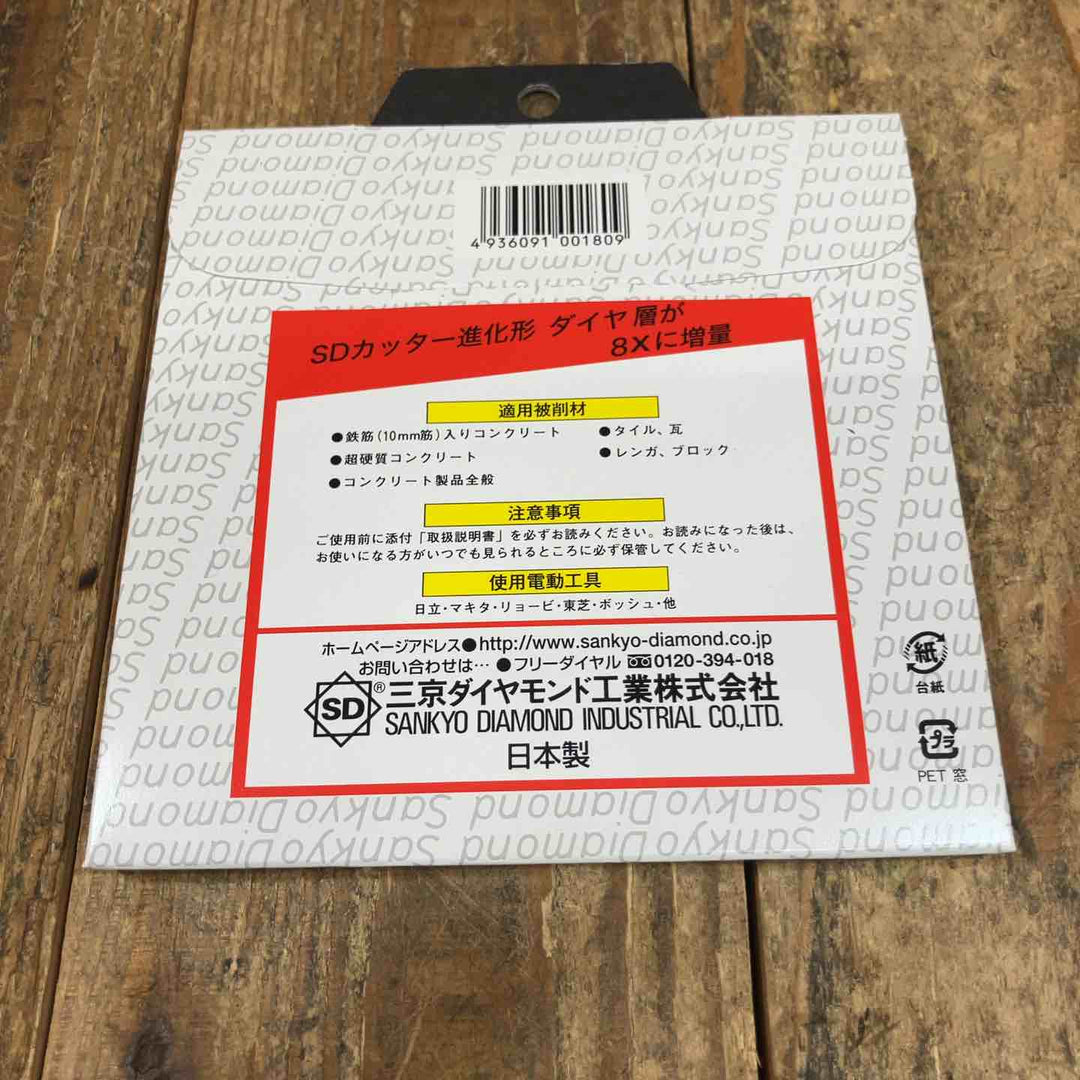 4 936091 001809
SDカッター進化形 ダイヤ層が
8Xに増量
適用被削材
●鉄筋(10mm筋)入りコンクリート
●超硬質コンクリート
●コンクリート製品全般
●タイル、瓦
●レンガ、ブロック
注意事項
ご使用前に添付「取扱説明書」を必ずお読みください。お読みになった後は、
お使いになる方がいつでも見られるところに必ず保管してください。
使用電動工具
日立・マキタ・リョービ・東芝・ボッシュ・他
ホームページアドレス●http://www.sankyo-diamond.co.jp
お問い合わせは… ●フリーダイヤル 0120-394-018
SD ® 三京ダイヤモンド工業株式会社
SANKYO DIAMOND INDUSTRIAL CO.,LTD.
日本製
紙
台紙
プラ
PET 窓
Sankyo Diamond